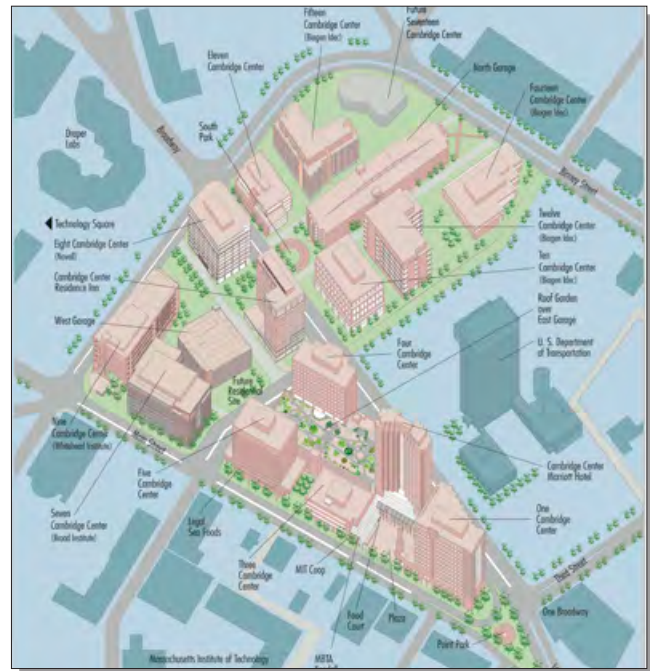 Fifteen
Cambridge Center
(Biogen Idec)
Future
Seventeen
Cambridge Center
Eleven
Cambridge Center
North Garage
Fourteen
Cambridge Center
(Biogen Idec)
South
Park
Broadway
Draper
Labs
Binney Street
Technology Square
Eight Cambridge Center
(Novell)
Cambridge Center
Residence Inn
West Garage
Twelve
Cambridge Center
(Biogen Idec)
Ten
Cambridge Center
(Biogen Idec)
Roof Garden
over
East Garage
U. S. Department
of Transportation
Four
Cambridge
Center
Future
Residential
Site
Nine
Cambridge Center
(Whitehead Institute)
Main Street
Five
Cambridge
Center
Cambridge Center
Marriott Hotel
Seven
Cambridge Center
(Broad Institute)
Legal
Sea Foods
One
Cambridge
Center
Three
Cambridge
Center
MIT Coop
Food
Court
Plaza
Third Street
One Broadway
Point Park
Massachusetts Institute of Technology
MBTA